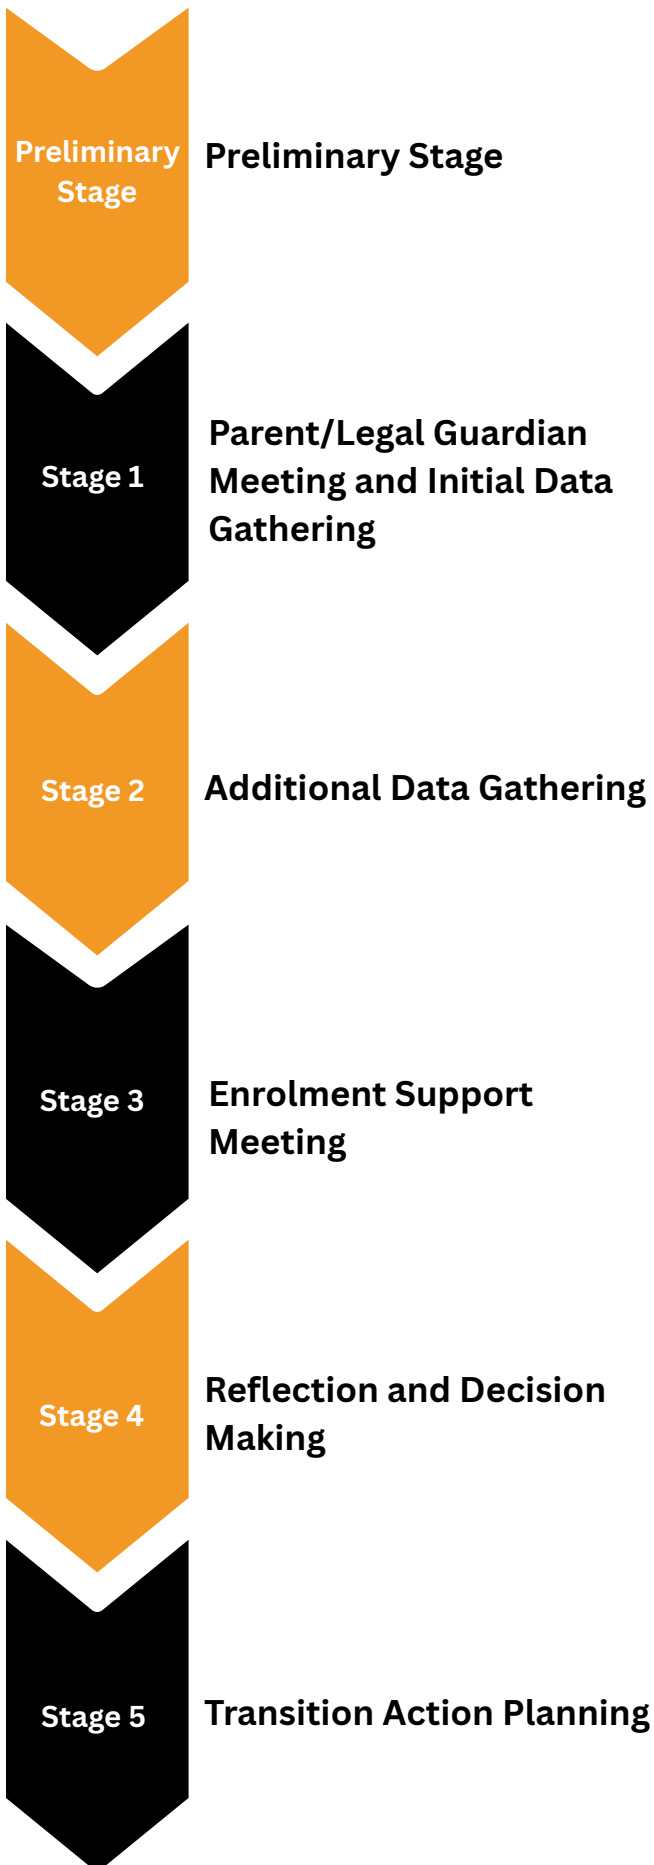 Preliminary
Stage
Preliminary Stage
Stage 1
Parent/Legal Guardian
Meeting and Initial Data
Gathering
Stage 2
Additional Data Gathering
Stage 3
Enrolment Support
Meeting
Stage 4
Reflection and Decision
Making
Stage 5
Transition Action Planning